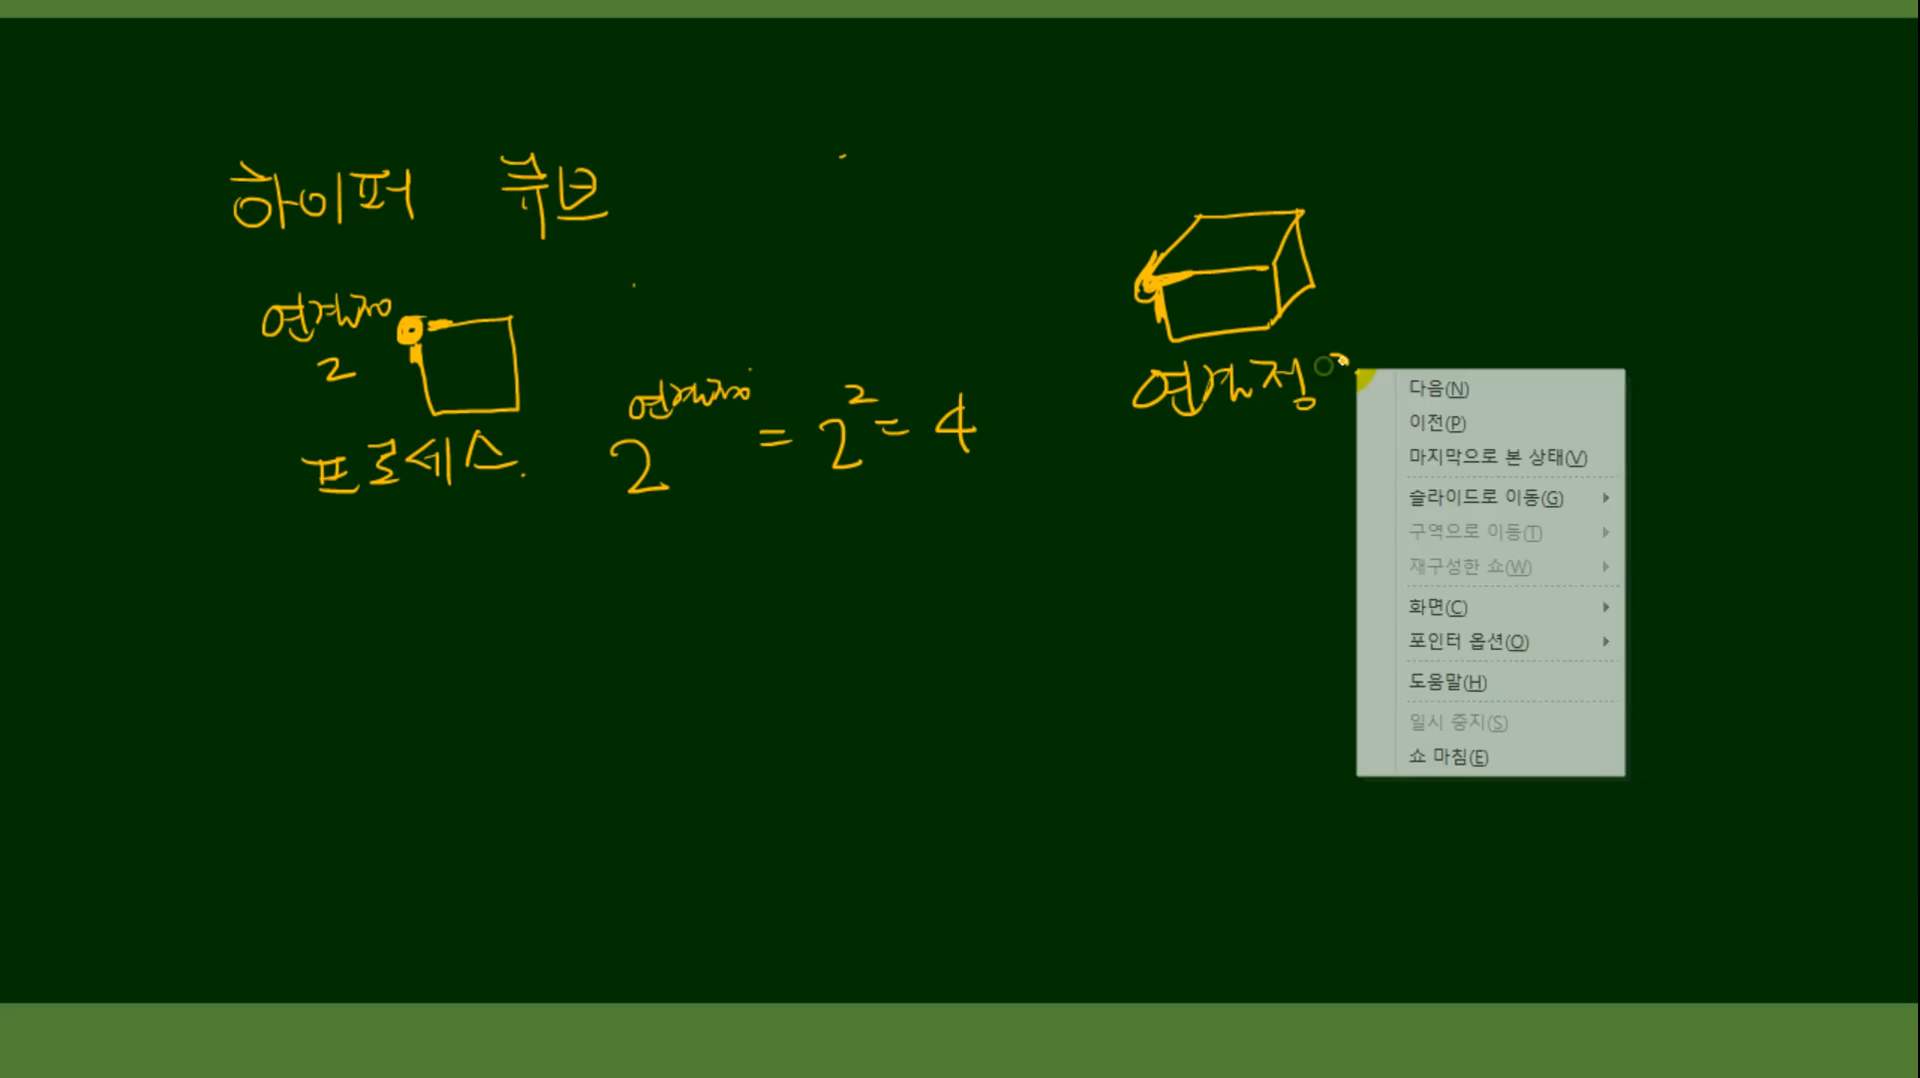 하이퍼 큐브
연결점
2
프로세스.
2 연결점 = 2² = 4
연결점
다음(N)
이전(P)
마지막으로 본 상태(V)
슬라이드로 이동(G)
구역으로 이동(T)
재구성한 쇼(W)
화면(C)
포인터 옵션(O)
도움말(H)
일시 중지(S)
쇼 마침(E)